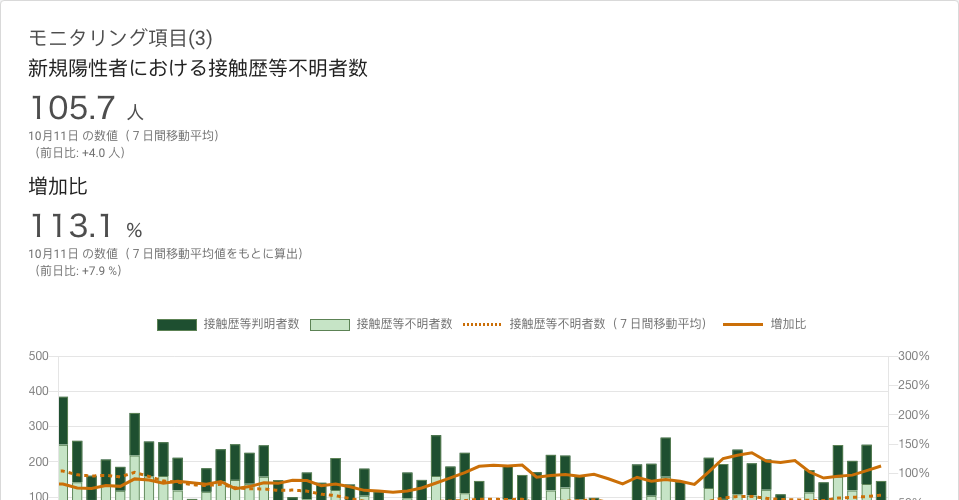 モニタリング項目(3)
新規陽性者における接触歴等不明者数
105.7 人
10月11日 の数値（７日間移動平均）
（前日比: +4.0 人）
増加比
113.1 %
10月11日 の数値（７日間移動平均値をもとに算出）
（前日比: +7.9 %）
接触歴等判明者数 接触歴等不明者数 接触歴等不明者数（７日間移動平均） 増加比
500 300%
250%
400
200%
300
150%
200
100%
100